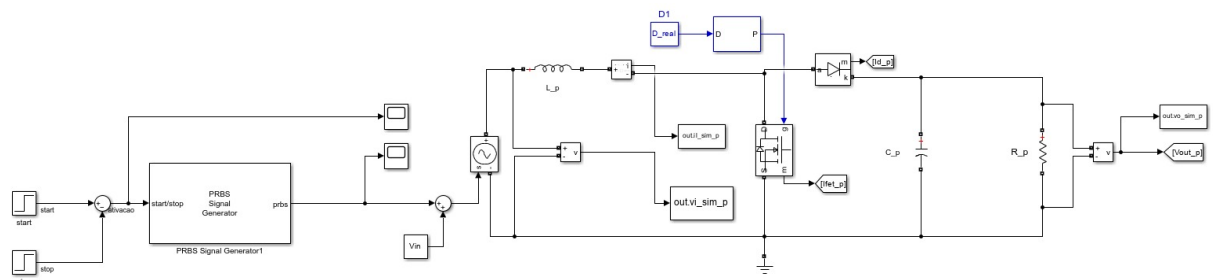 D1
D_real
D
P
L_p
+
i
-
a
m
k
[Id_p]
out.il_sim_p
g
D
S
m
[Ifet_p]
C_p
R_p
+
-
v
out.vo_sim_p
[Vout_p]
+
-
v
out.vi_sim_p
s
+
-
PRBS
Signal
Generator
start/stop
prbs
PRBS Signal Generator1
start
start
stop
ativacao
+
-
+
+
Vin